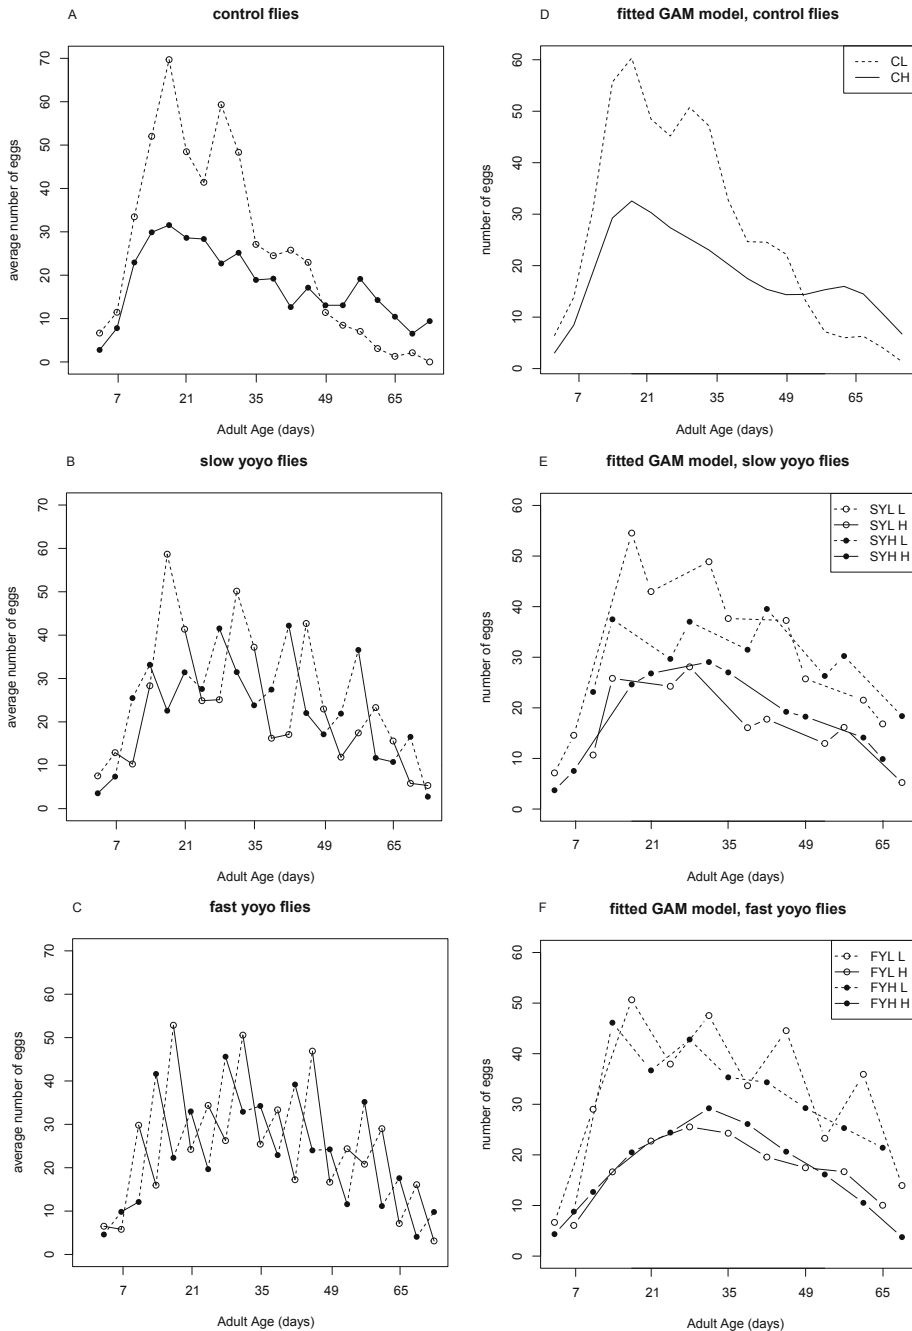 A
control flies
average number of eggs
0 10 20 30 40 50 60 70
7 21 35 49 65
Adult Age (days)
D
fitted GAM model, control flies
CL
CH
number of eggs
0 10 20 30 40 50 60
7 21 35 49 65
Adult Age (days)
B
slow yoyo flies
average number of eggs
0 10 20 30 40 50 60 70
7 21 35 49 65
Adult Age (days)
E
fitted GAM model, slow yoyo flies
SYL L
SYL H
SYH L
SYH H
number of eggs
0 10 20 30 40 50 60
7 21 35 49 65
Adult Age (days)
C
fast yoyo flies
average number of eggs
0 10 20 30 40 50 60 70
7 21 35 49 65
Adult Age (days)
F
fitted GAM model, fast yoyo flies
FYL L
FYL H
FYH L
FYH H
number of eggs
0 10 20 30 40 50 60
7 21 35 49 65
Adult Age (days)